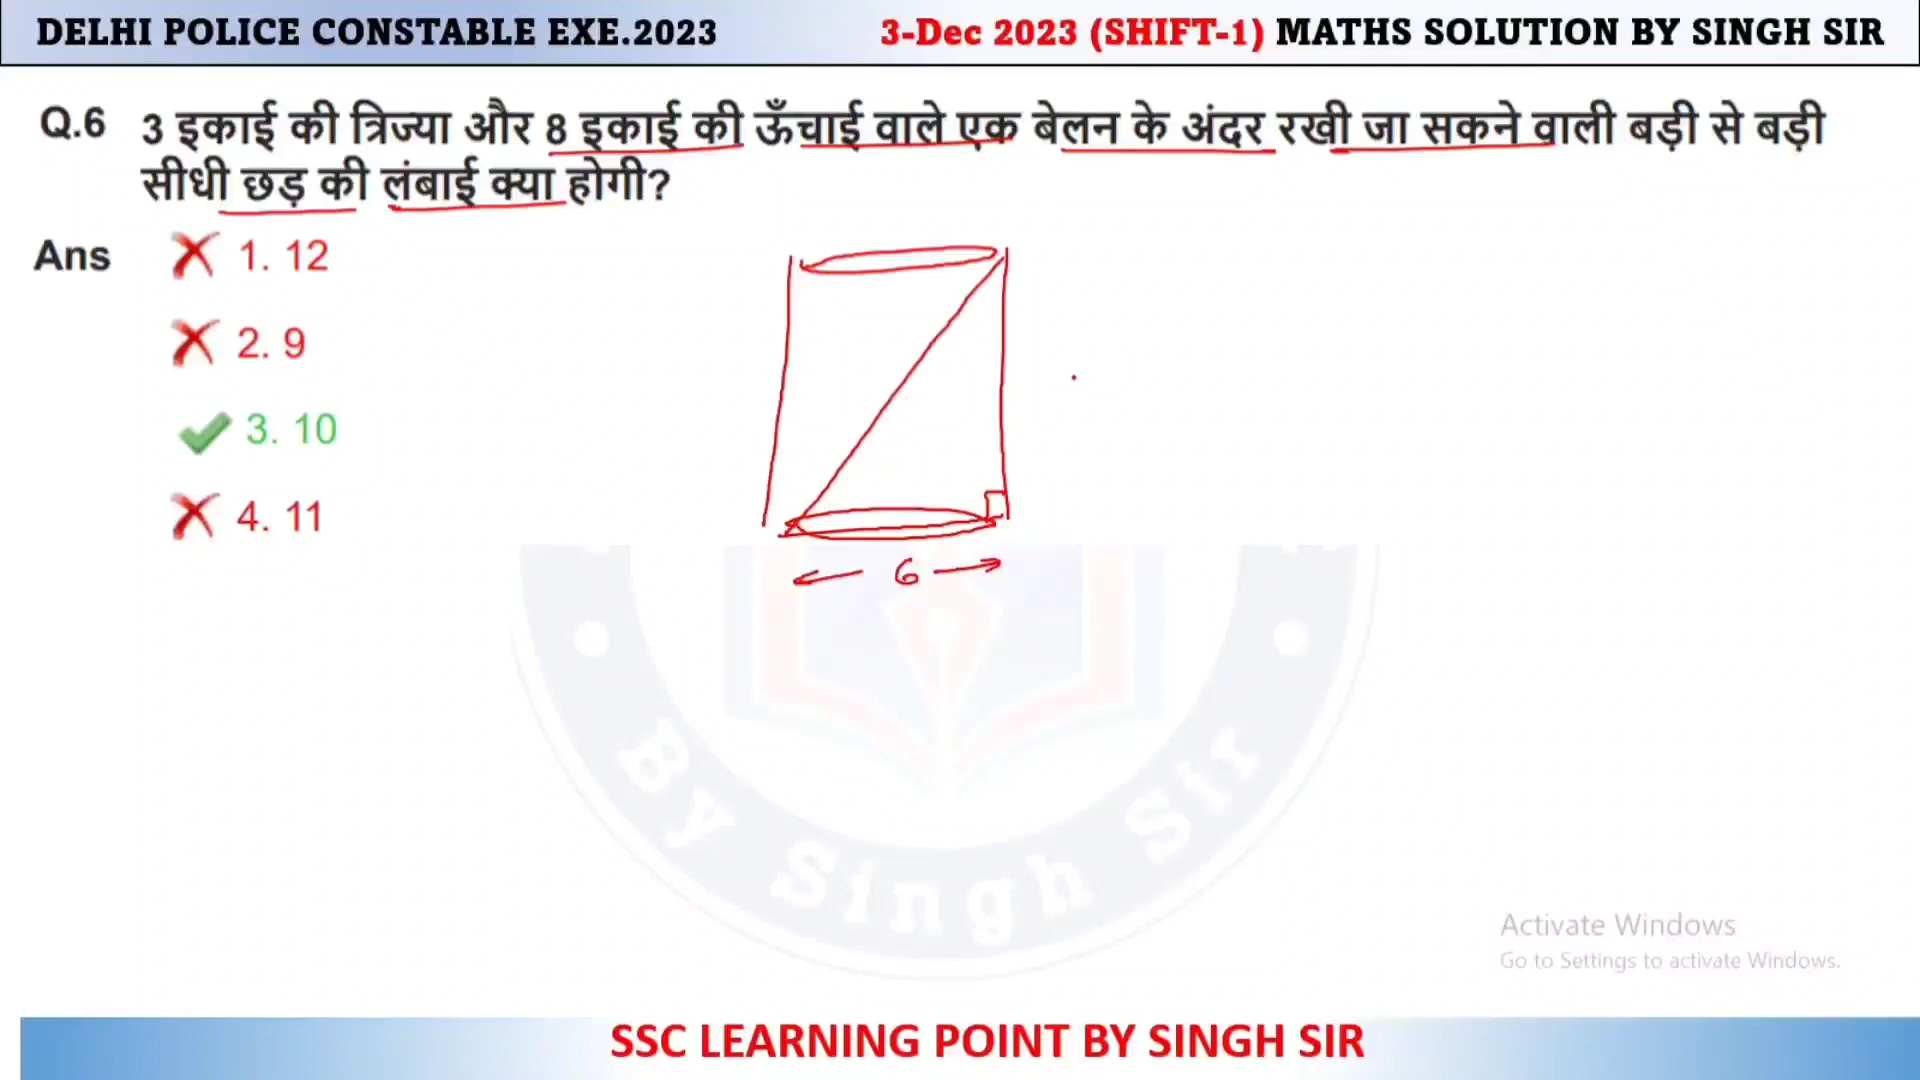 DELHI POLICE CONSTABLE EXE.2023 3-Dec 2023 (SHIFT-1) MATHS SOLUTION BY SINGH SIR
Q.6 3 इकाई की त्रिज्या और 8 इकाई की ऊँचाई वाले एक बेलन के अंदर रखी जा सकने वाली बड़ी से बड़ी
सीधी छड़ की लंबाई क्या होगी?
Ans 1. 12
2. 9
3. 10
4. 11
6
By Singh Sir
Activate Windows
Go to Settings to activate Windows.
SSC LEARNING POINT BY SINGH SIR